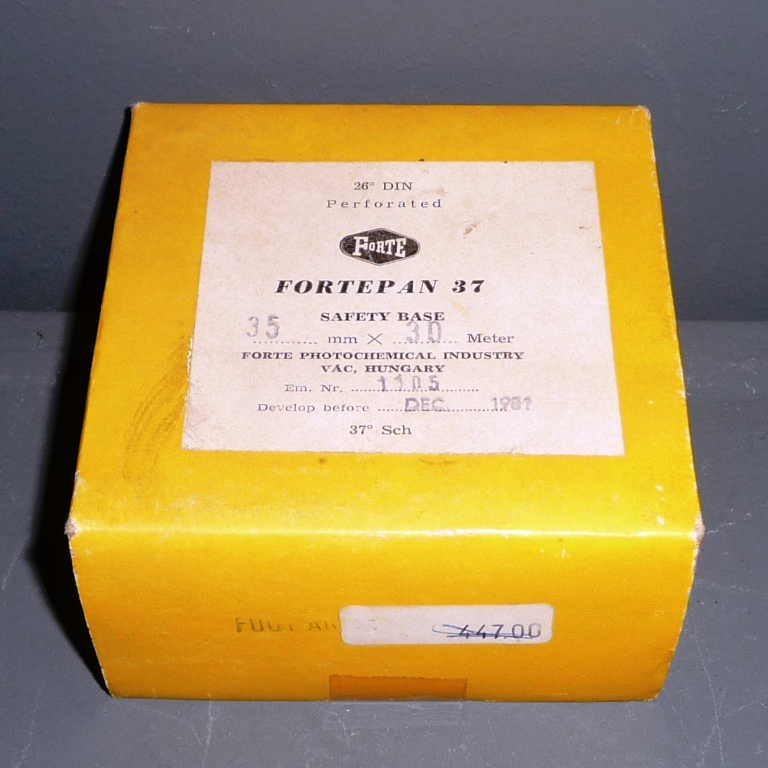 26° DIN
Perforated
FORTE
FORTEPAN 37
SAFETY BASE
35 mm X 30 Meter
FORTE PHOTOCHEMICAL INDUSTRY
VÁC, HUNGARY
Em. Nr. 1105
Develop before DEC 1981
37° Sch
447.00